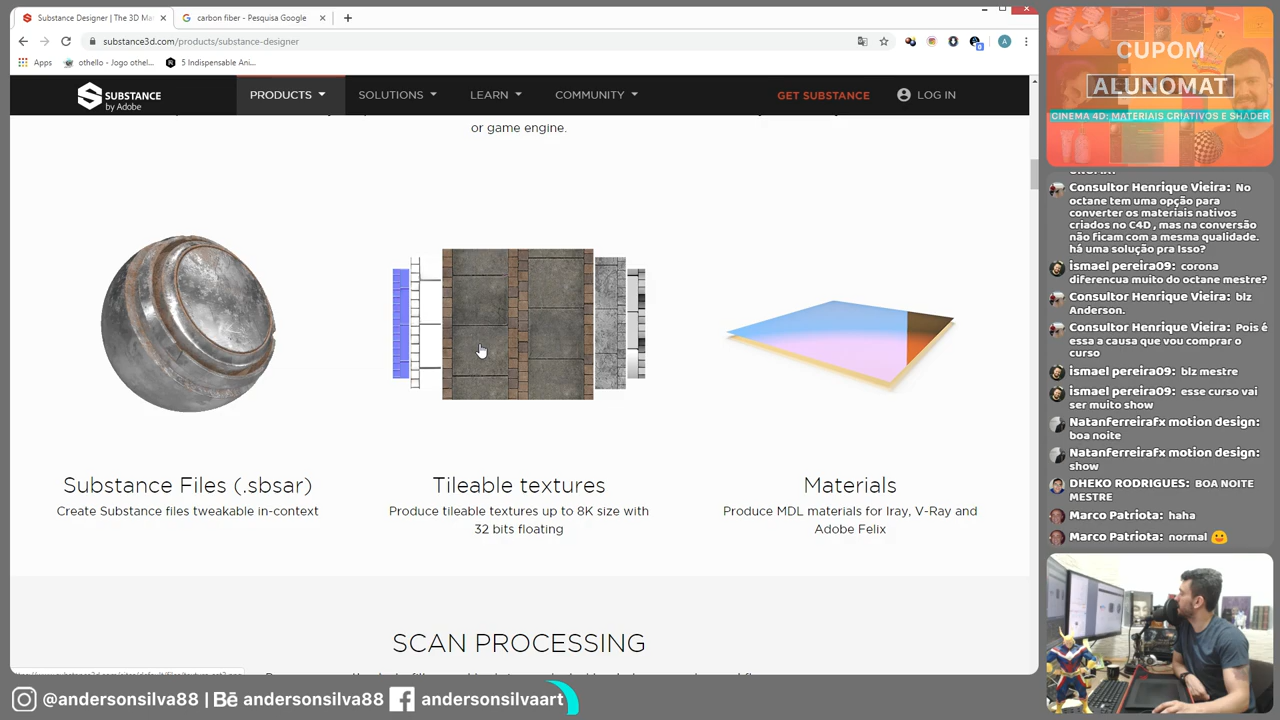 Substance Designer | The 3D Ma
carbon fiber - Pesquisa Google
substance3d.com/products/substance-designer
Apps
othello - Jogo othel...
5 Indispensable Ani...
SUBSTANCE
by Adobe
PRODUCTS
SOLUTIONS
LEARN
COMMUNITY
GET SUBSTANCE
LOG IN
or game engine.
Substance Files (.sbsar)
Create Substance files tweakable in-context
Tileable textures
Produce tileable textures up to 8K size with
32 bits floating
Materials
Produce MDL materials for Iray, V-Ray and
Adobe Felix
SCAN PROCESSING
CUPOM
ALUNOMAT
CINEMA 4D: MATERIAIS CRIATIVOS E SHADER
Consultor Henrique Vieira: No
octane tem uma opção para
converter os materiais nativos
criados no C4D , mas na conversão
não ficam com a mesma qualidade.
há uma solução pra Isso?
ismael pereira09: corona
diferencua muito do octane mestre?
Consultor Henrique Vieira: blz
Anderson.
Consultor Henrique Vieira: Pois é
essa a causa que vou comprar o
curso
ismael pereira09: blz mestre
ismael pereira09: esse curso vai
ser muito show
Natanferreirafx motion design:
boa noite
Natanferreirafx motion design:
show
DHEKO RODRIGUES: BOA NOITE
MESTRE
Marco Patriota: haha
Marco Patriota: normal
@andersonsilva88 | Bē andersonsilva88 andersonsilvaart